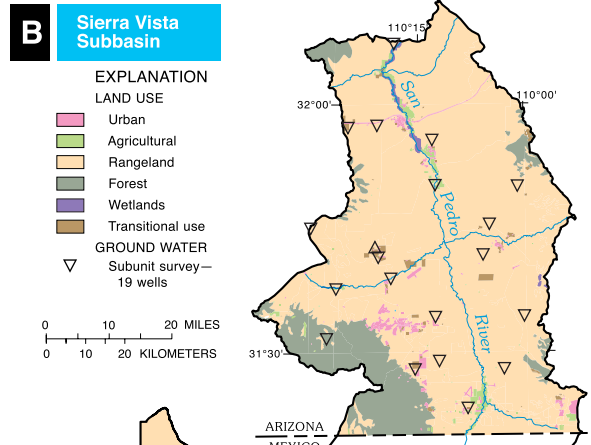 B
Sierra Vista
Subbasin
EXPLANATION
LAND USE
Urban
Agricultural
Rangeland
Forest
Wetlands
Transitional use
GROUND WATER
Subunit survey—
19 wells
0 20 MILES
0 10 10 20 KILOMETERS
110°15'
110°00'
32°00'
San
Pedro
River
31°30'
ARIZONA
MEXICO